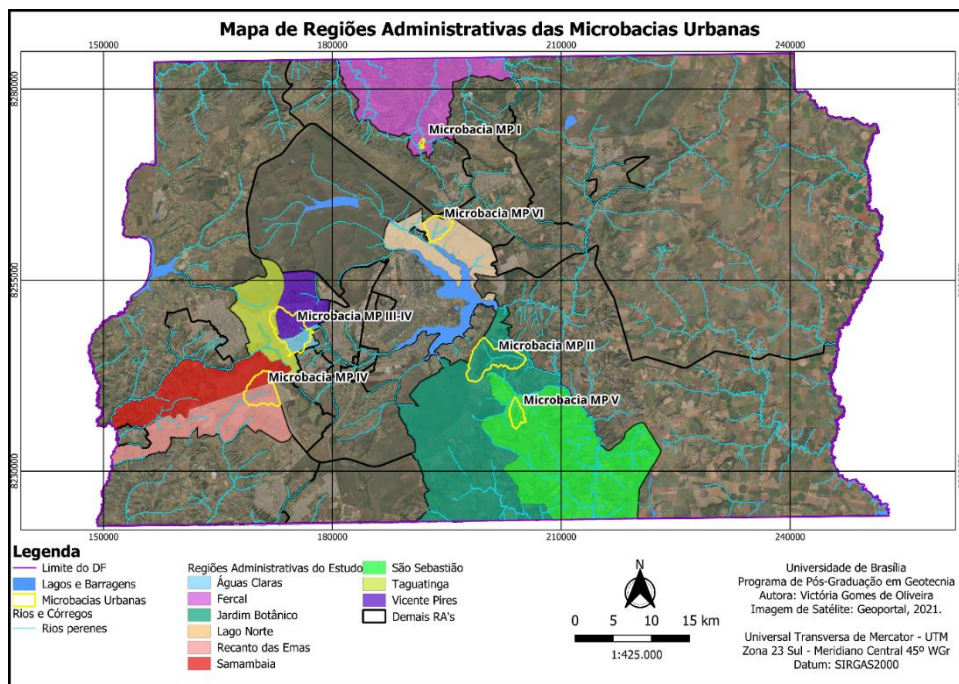 Mapa de Regiões Administrativas das Microbacias Urbanas
150000 180000 210000 240000
8280000
Microbacia MP I
Microbacia MP VI
8255000
Microbacia MP III-IV
Microbacia MP II
Microbacia MP IV
Microbacia MP V
8230000
150000 180000 210000 240000
Legenda
Limite do DF
Lagos e Barragens
Microbacias Urbanas
Rios e Córregos
Rios perenes
Regiões Administrativas do Estudo
Águas Claras
Fercal
Jardim Botânico
Lago Norte
Recanto das Emas
Samambaia
São Sebastião
Taguatinga
Vicente Pires
Demais RA's
N
0 5 10 15 km
1:425.000
Universidade de Brasília
Programa de Pós-Graduação em Geotecnia
Autora: Victória Gomes de Oliveira
Imagem de Satélite: Geoportal, 2021.
Universal Transversa de Mercator - UTM
Zona 23 Sul - Meridiano Central 45º WGr
Datum: SIRGAS2000